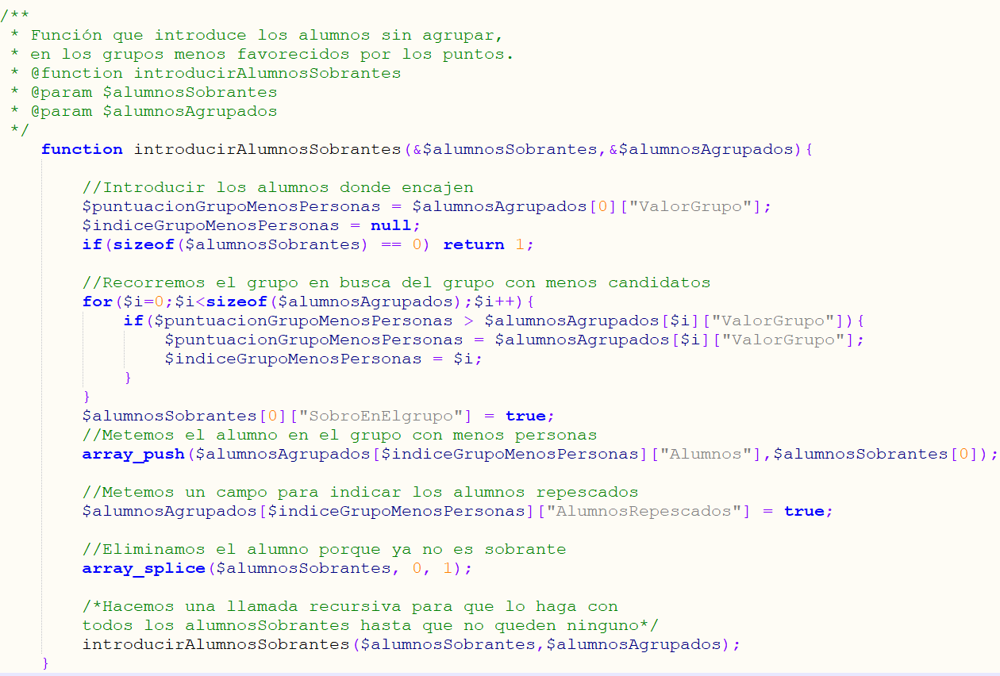 /**
 * Función que introduce los alumnos sin agrupar,
 * en los grupos menos favorecidos por los puntos.
 * @function introducirAlumnosSobrantes
 * @param $alumnosSobrantes
 * @param $alumnosAgrupados
 */
    function introducirAlumnosSobrantes(&$alumnosSobrantes,&$alumnosAgrupados){

        //Introducir los alumnos donde encajen
        $puntuacionGrupoMenosPersonas = $alumnosAgrupados[0]["ValorGrupo"];
        $indiceGrupoMenosPersonas = null;
        if(sizeof($alumnosSobrantes) == 0) return 1;

        //Recorremos el grupo en busca del grupo con menos candidatos
        for($i=0;$i<sizeof($alumnosAgrupados);$i++){
            if($puntuacionGrupoMenosPersonas > $alumnosAgrupados[$i]["ValorGrupo"]){
                $puntuacionGrupoMenosPersonas = $alumnosAgrupados[$i]["ValorGrupo"];
                $indiceGrupoMenosPersonas = $i;
            }
        }
        $alumnosSobrantes[0]["SobroEnElgrupo"] = true;
        //Metemos el alumno en el grupo con menos personas
        array_push($alumnosAgrupados[$indiceGrupoMenosPersonas]["Alumnos"],$alumnosSobrantes[0]);

        //Metemos un campo para indicar los alumnos repescados
        $alumnosAgrupados[$indiceGrupoMenosPersonas]["AlumnosRepescados"] = true;

        //Eliminamos el alumno porque ya no es sobrante
        array_splice($alumnosSobrantes, 0, 1);

        /*Hacemos una llamada recursiva para que lo haga con
        todos los alumnosSobrantes hasta que no queden ninguno*/
        introducirAlumnosSobrantes($alumnosSobrantes,$alumnosAgrupados);
    }